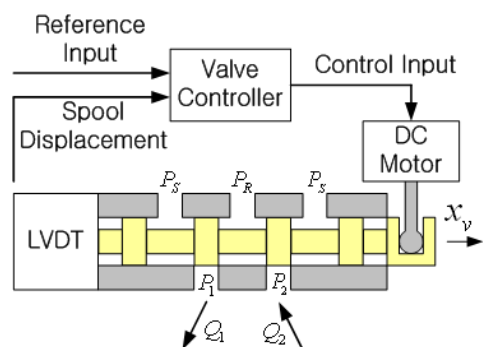 Reference
Input
Valve
Controller
Control Input
Spool
Displacement
DC
Motor
P_S P_R P_s
LVDT
x_v
P_1 P_2
Q_1 Q_2